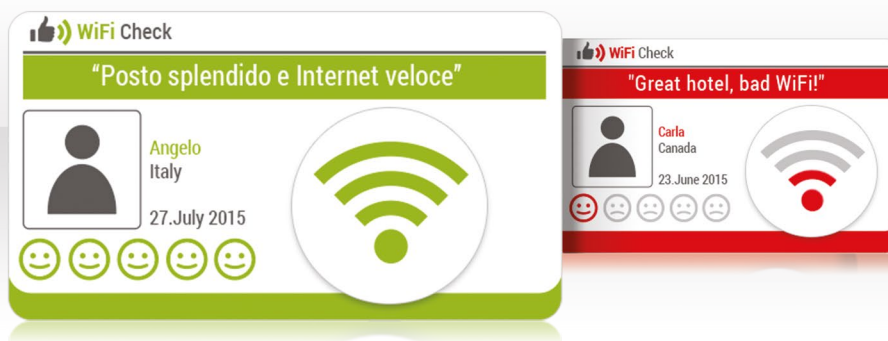 WiFi Check
“Posto splendido e Internet veloce”
Angelo
Italy
27.July 2015
WiFi Check
"Great hotel, bad WiFi!"
Carla
Canada
23.June 2015